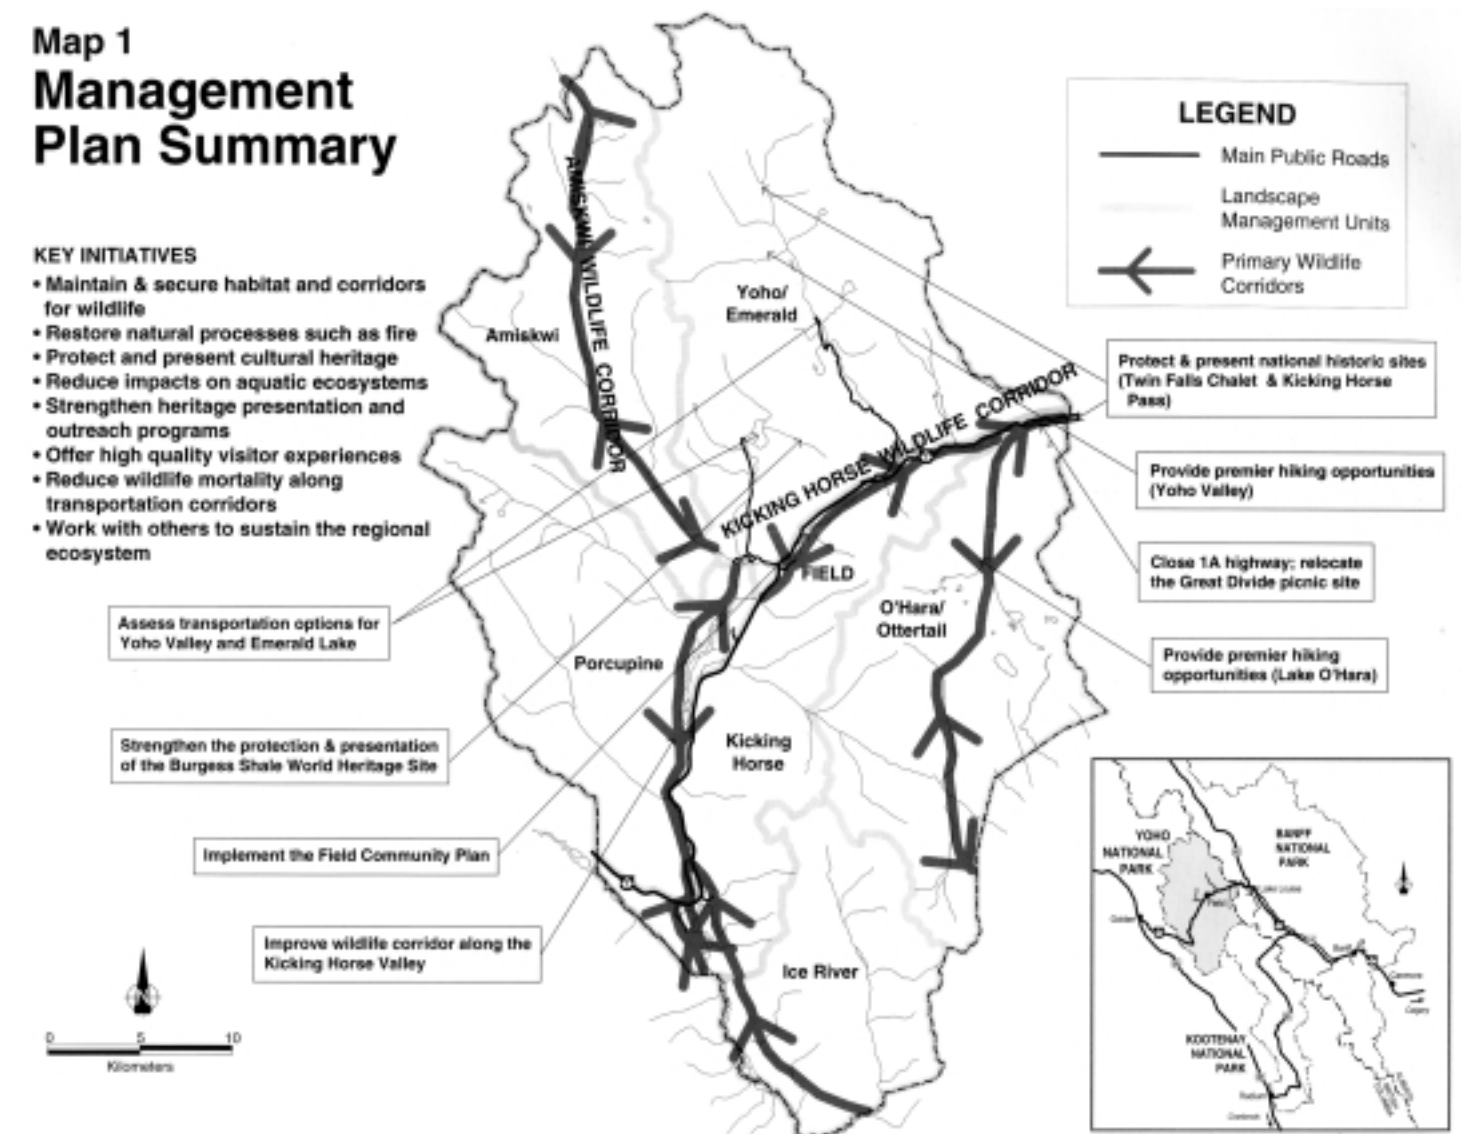 Map 1
Management
Plan Summary
KEY INITIATIVES
• Maintain & secure habitat and corridors
for wildlife
• Restore natural processes such as fire
• Protect and present cultural heritage
• Reduce impacts on aquatic ecosystems
• Strengthen heritage presentation and
outreach programs
• Offer high quality visitor experiences
• Reduce wildlife mortality along
transportation corridors
• Work with others to sustain the regional
ecosystem
LEGEND
Main Public Roads
Landscape
Management Units
Primary Wildlife
Corridors
AMISKWI WILDLIFE CORRIDOR
KICKING HORSE WILDLIFE CORRIDOR
Amiskwi
Yoho/
Emerald
FIELD
O'Hara/
Ottertail
Porcupine
Kicking
Horse
Ice River
Protect & present national historic sites
(Twin Falls Chalet & Kicking Horse
Pass)
Provide premier hiking opportunities
(Yoho Valley)
Close 1A highway; relocate
the Great Divide picnic site
Provide premier hiking
opportunities (Lake O'Hara)
Assess transportation options for
Yoho Valley and Emerald Lake
Strengthen the protection & presentation
of the Burgess Shale World Heritage Site
Implement the Field Community Plan
Improve wildlife corridor along the
Kicking Horse Valley
N
0 5 10
Kilometers
YOHO
NATIONAL
PARK
BANFF
NATIONAL
PARK
Lake Louise
Field
Golden
Banff
Canmore
Calgary
KOOTENAY
NATIONAL
PARK
Radium